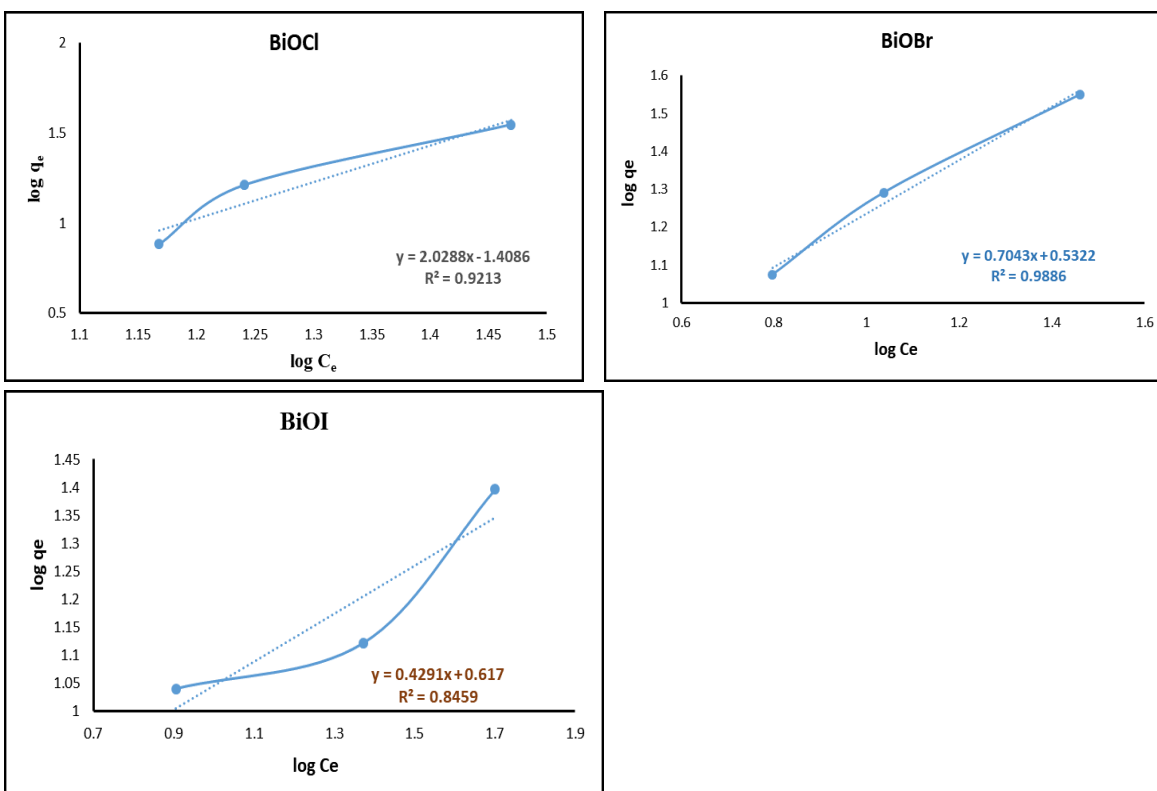 BiOCl
2
1.5
1
0.5
log qₑ
y = 2.0288x - 1.4086
R² = 0.9213
1.1 1.15 1.2 1.25 1.3 1.35 1.4 1.45 1.5
log Cₑ
BiOBr
1.6
1.5
1.4
1.3
1.2
1.1
1
log qe
y = 0.7043x + 0.5322
R² = 0.9886
0.6 0.8 1 1.2 1.4 1.6
log Ce
BiOI
1.45
1.4
1.35
1.3
1.25
1.2
1.15
1.1
1.05
1
log qe
y = 0.4291x + 0.617
R² = 0.8459
0.7 0.9 1.1 1.3 1.5 1.7 1.9
log Ce